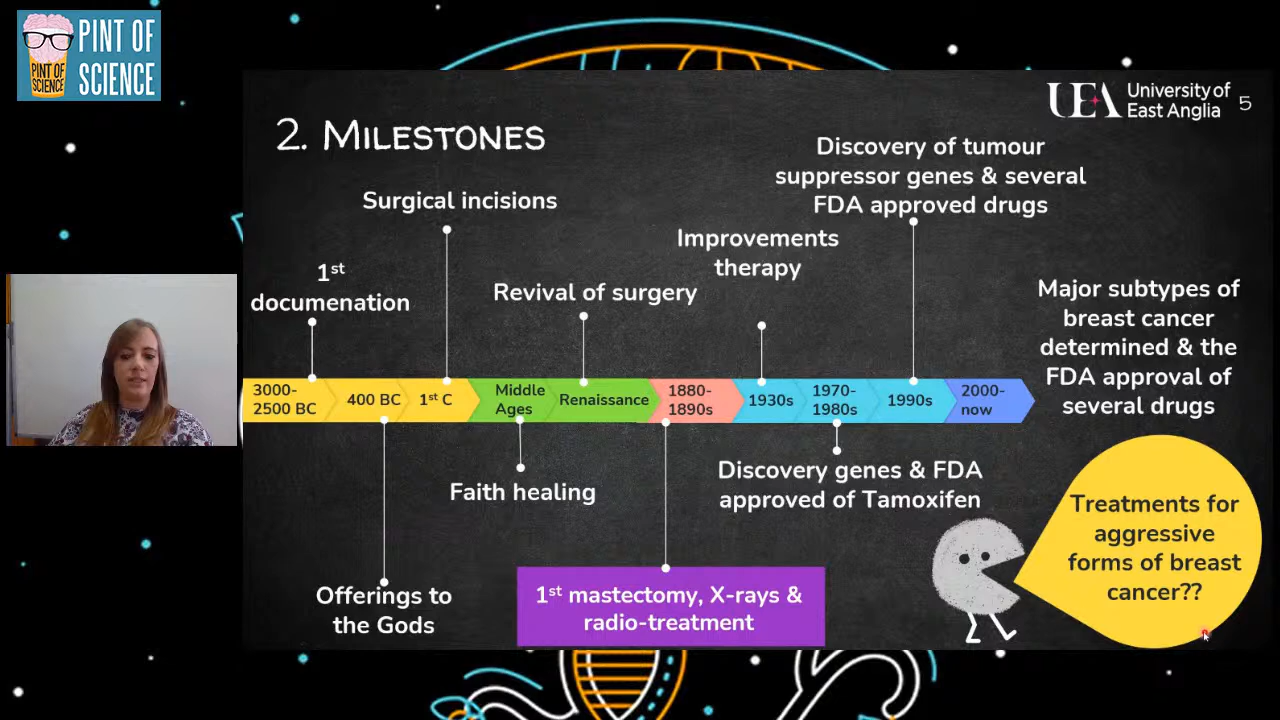 PINT OF
SCIENCE
PINT OF
SCIENCE
UEA University of
East Anglia
5
2. MILESTONES
Discovery of tumour
suppressor genes & several
FDA approved drugs
Surgical incisions
Improvements
therapy
1st
documenation
Revival of surgery
Major subtypes of
breast cancer
determined & the
FDA approval of
several drugs
3000-
2500 BC
400 BC
1st C
Middle
Ages
Renaissance
1880-
1890s
1930s
1970-
1980s
1990s
2000-
now
Faith healing
Discovery genes & FDA
approved of Tamoxifen
Offerings to
the Gods
1st mastectomy, X-rays &
radio-treatment
Treatments for
aggressive
forms of breast
cancer??